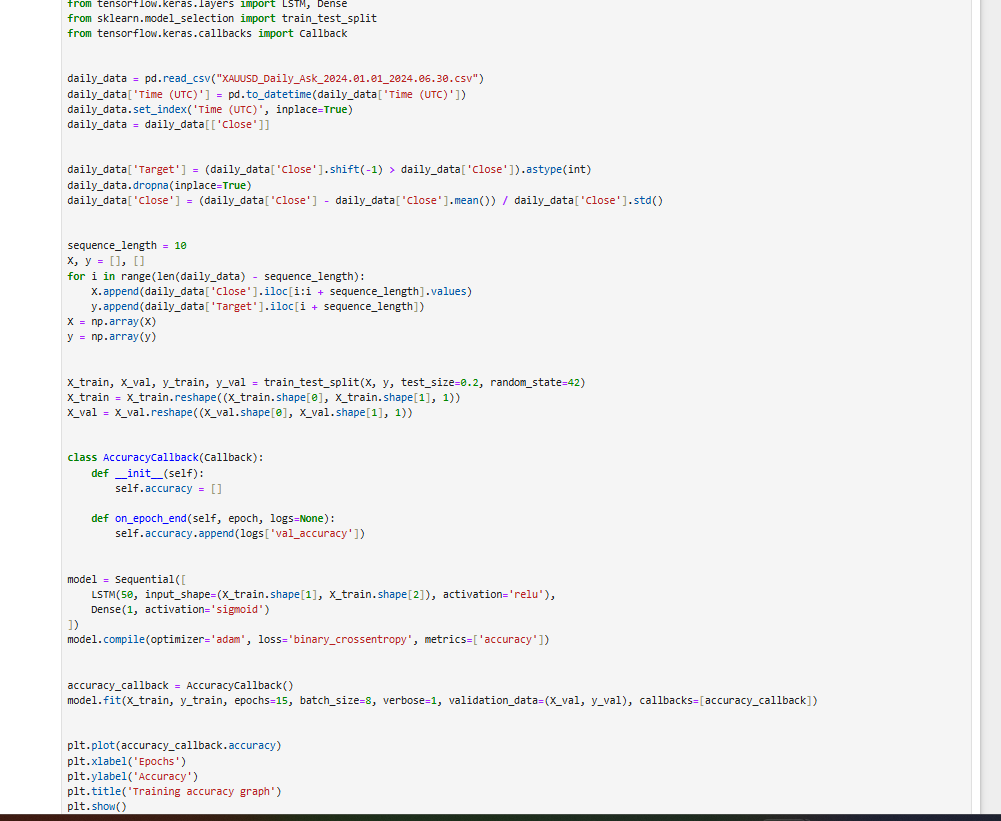 from tensorflow.keras.layers import LSTM, Dense
from sklearn.model_selection import train_test_split
from tensorflow.keras.callbacks import Callback
daily_data = pd.read_csv("XAUUSD_Daily_Ask_2024.01.01_2024.06.30.csv")
daily_data['Time (UTC)'] = pd.to_datetime(daily_data['Time (UTC)'])
daily_data.set_index('Time (UTC)', inplace=True)
daily_data = daily_data[['Close']]
daily_data['Target'] = (daily_data['Close'].shift(-1) > daily_data['Close']).astype(int)
daily_data.dropna(inplace=True)
daily_data['Close'] = (daily_data['Close'] - daily_data['Close'].mean()) / daily_data['Close'].std()
sequence_length = 10
X, y = [], []
for i in range(len(daily_data) - sequence_length):
    X.append(daily_data['Close'].iloc[i:i + sequence_length].values)
    y.append(daily_data['Target'].iloc[i + sequence_length])
X = np.array(X)
y = np.array(y)
X_train, X_val, y_train, y_val = train_test_split(X, y, test_size=0.2, random_state=42)
X_train = X_train.reshape((X_train.shape[0], X_train.shape[1], 1))
X_val = X_val.reshape((X_val.shape[0], X_val.shape[1], 1))
class AccuracyCallback(Callback):
    def __init__(self):
        self.accuracy = []
    def on_epoch_end(self, epoch, logs=None):
        self.accuracy.append(logs['val_accuracy'])
model = Sequential([
    LSTM(50, input_shape=(X_train.shape[1], X_train.shape[2]), activation='relu'),
    Dense(1, activation='sigmoid')
])
model.compile(optimizer='adam', loss='binary_crossentropy', metrics=['accuracy'])
accuracy_callback = AccuracyCallback()
model.fit(X_train, y_train, epochs=15, batch_size=8, verbose=1, validation_data=(X_val, y_val), callbacks=[accuracy_callback])
plt.plot(accuracy_callback.accuracy)
plt.xlabel('Epochs')
plt.ylabel('Accuracy')
plt.title('Training accuracy graph')
plt.show()